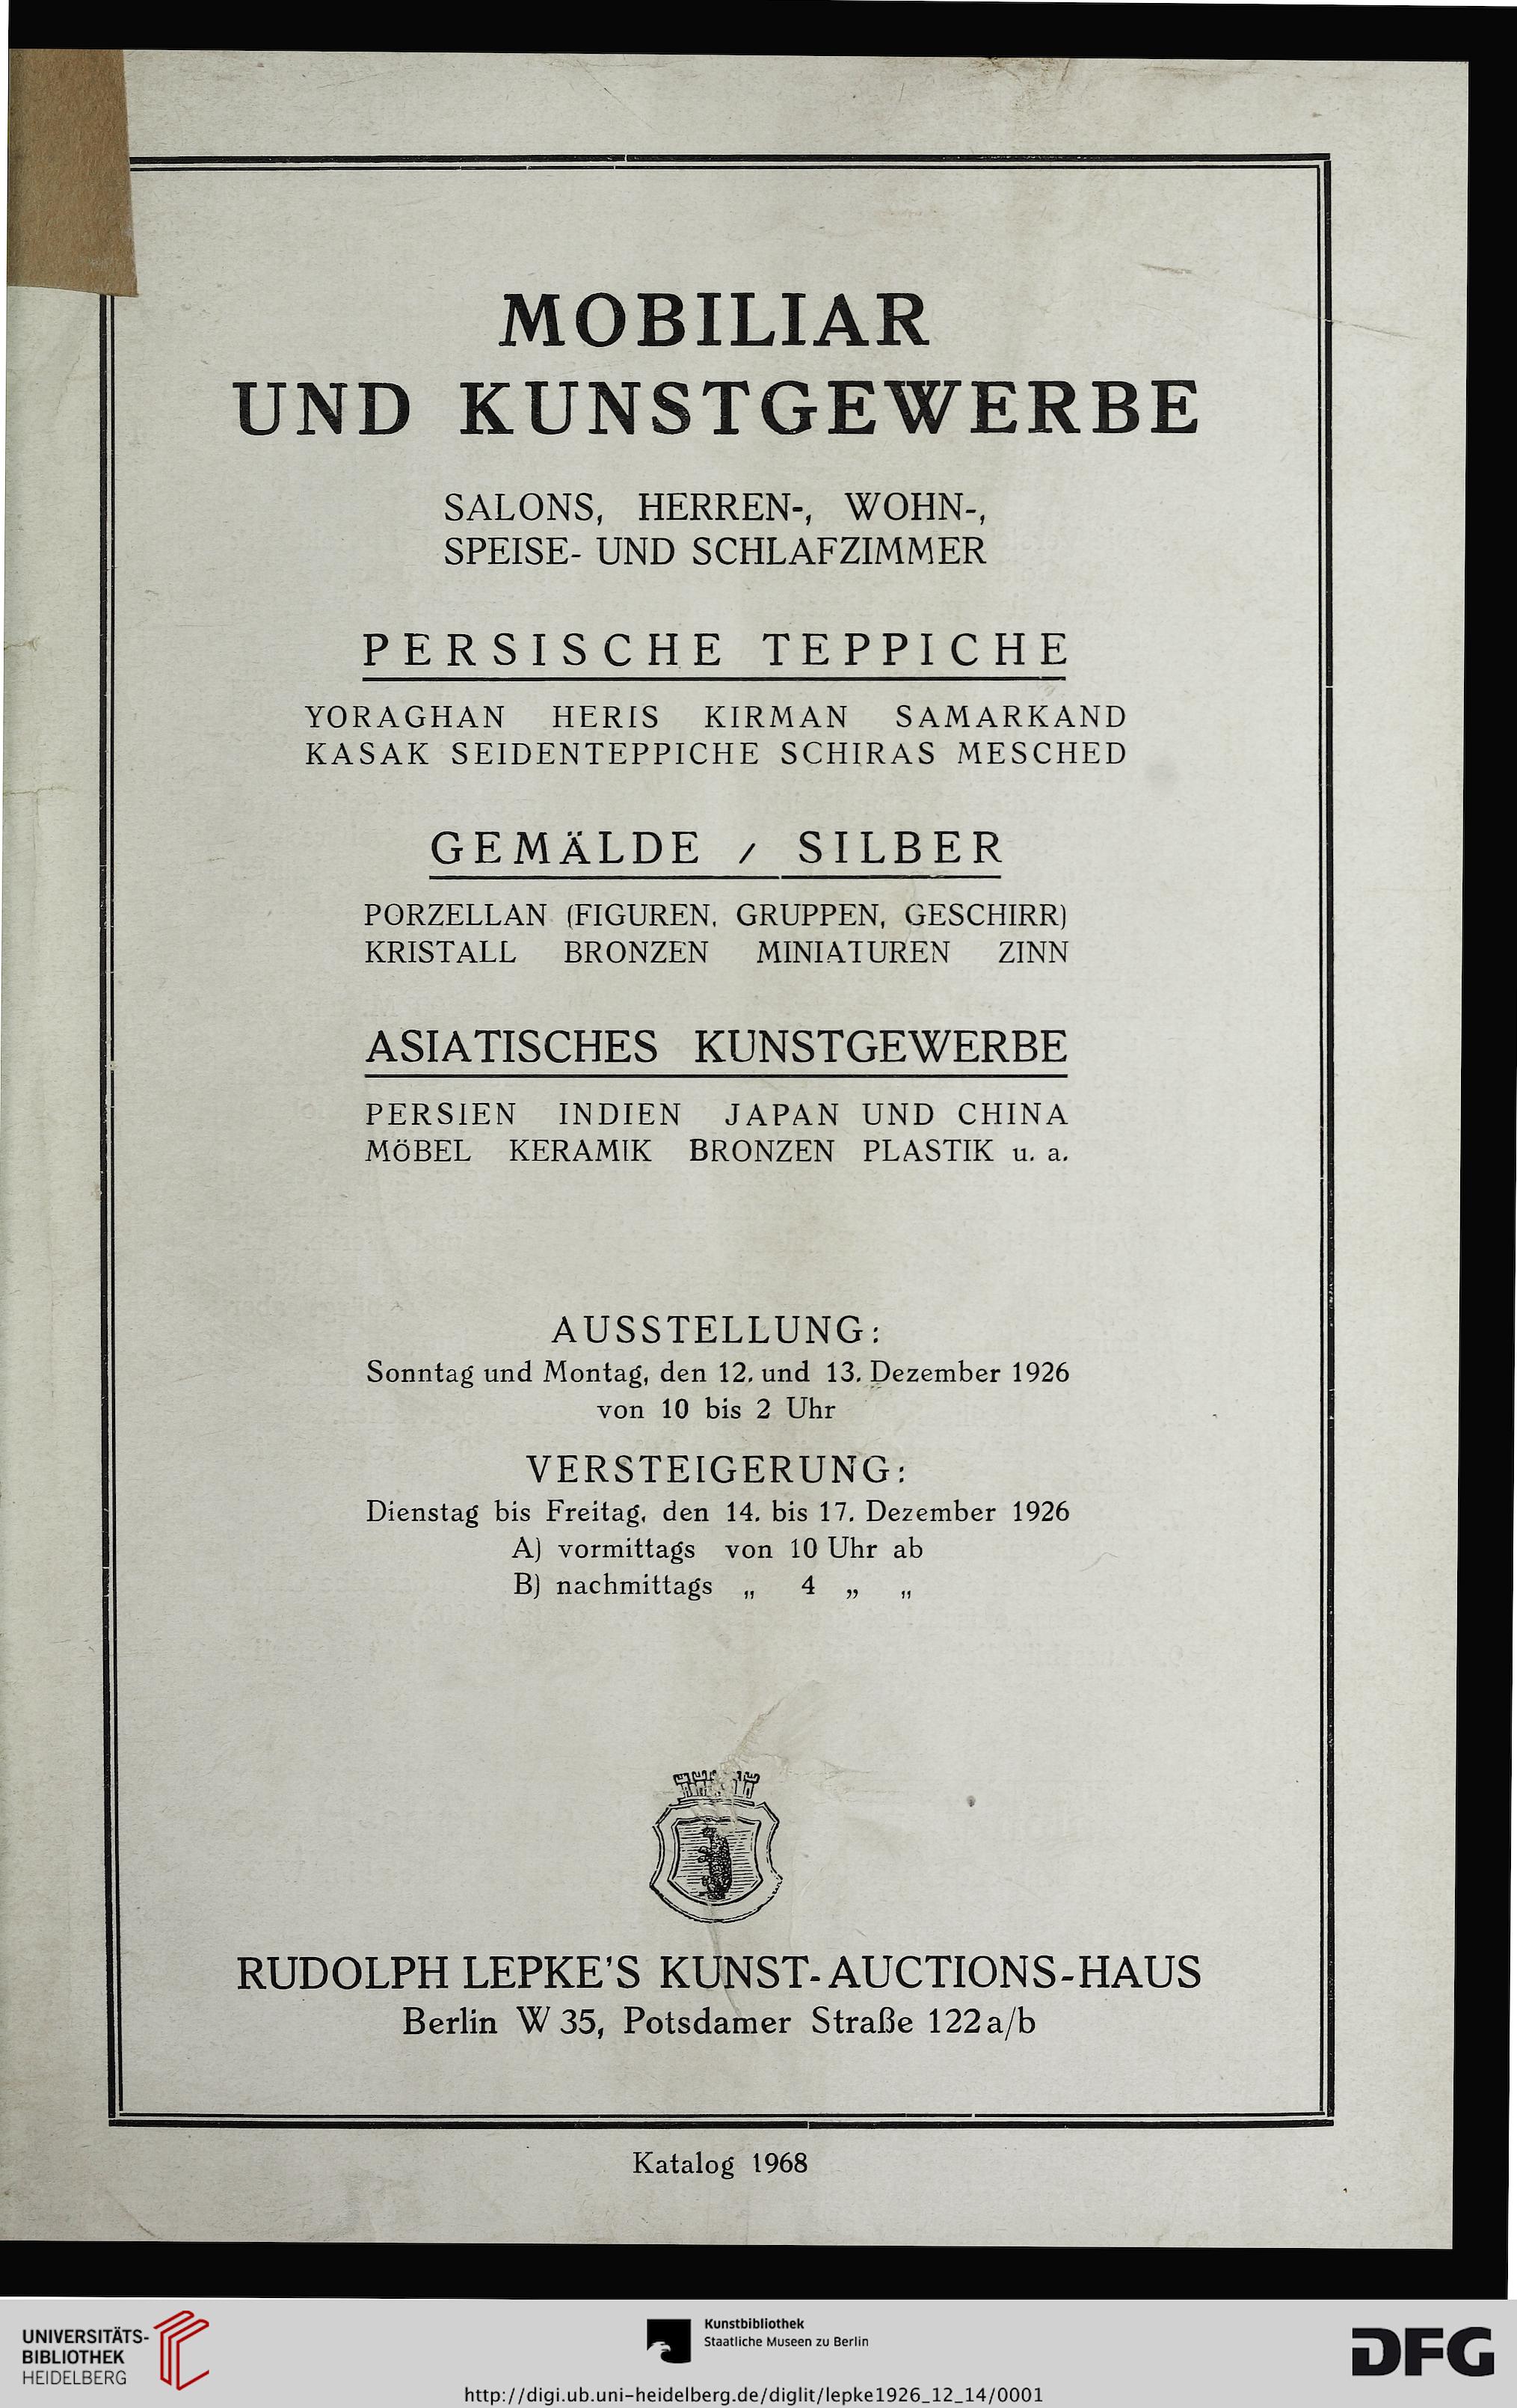 MOBILIAR
UND KUNSTGEWERBE
SALONS, HERREN-, WOHN-,
SPEISE- UND SCHLAFZIMMER
PERSISCHE TEPPICHE
YORAGHAN HERIS KIRMAN SAMARKAND
KASAK SEIDENTEPPICHE SCHIRAS MESCHED
GEMÄLDE / SILBER
PORZELLAN (FIGUREN, GRUPPEN, GESCHIRR)
KRISTALL BRONZEN MINIATUREN ZINN
ASIATISCHES KUNSTGEWERBE
PERSIEN INDIEN JAPAN UND CHINA
MÖBEL KERAMIK BRONZEN PLASTIK u. a.
AUSSTELLUNG:
Sonntag und Montag, den 12. und 13. Dezember 1926
von 10 bis 2 Uhr
VERSTEIGERUNG:
Dienstag bis Freitag, den 14. bis 17. Dezember 1926
A) vormittags von 10 Uhr ab
B) nachmittags „ 4 „ „
RUDOLPH LEPKE'S KUNST-AUCTIONS-HAUS
Berlin W 35, Potsdamer Straße 122 a/b
Katalog 1968
UNIVERSITÄTS-
BIBLIOTHEK
HEIDELBERG
Kunstbibliothek
Staatliche Museen zu Berlin
DFG
http://digi.ub.uni-heidelberg.de/diglit/lepke1926_12_14/0001